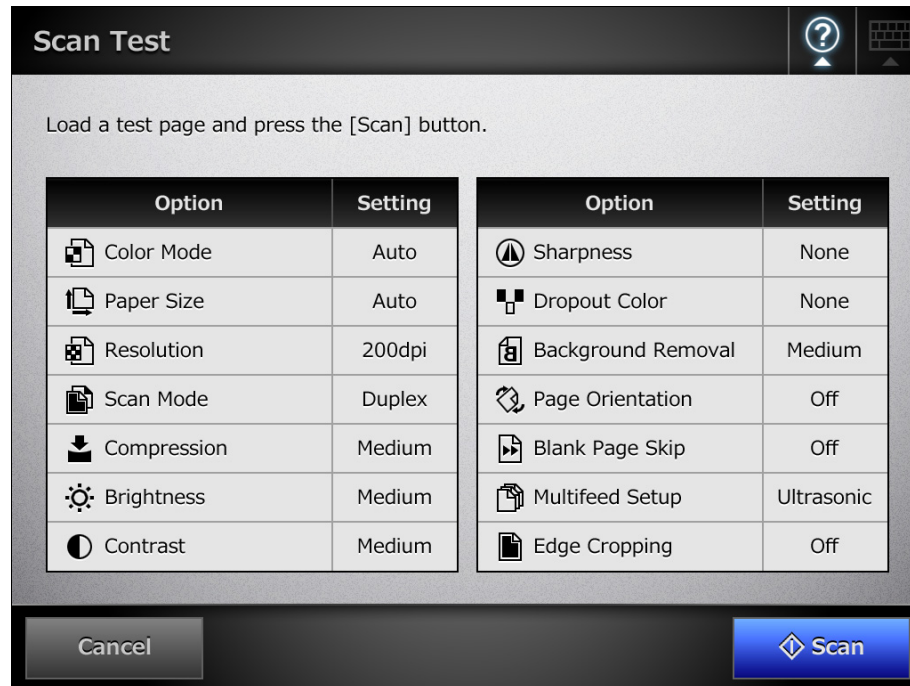 Scan Test
?
Load a test page and press the [Scan] button.
Option Setting
Color Mode Auto
Paper Size Auto
Resolution 200dpi
Scan Mode Duplex
Compression Medium
Brightness Medium
Contrast Medium
Option Setting
Sharpness None
Dropout Color None
Background Removal Medium
Page Orientation Off
Blank Page Skip Off
Multifeed Setup Ultrasonic
Edge Cropping Off
Cancel
Scan